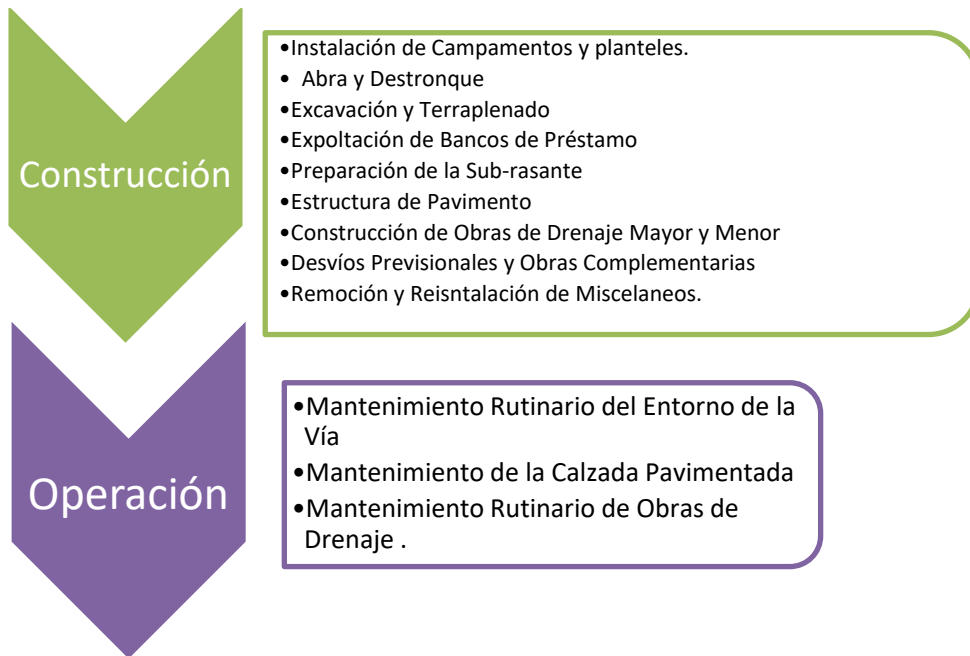 Construcción
•Instalación de Campamentos y planteles.
• Abra y Destronque
•Excavación y Terraplenado
•Expoltación de Bancos de Préstamo
•Preparación de la Sub-rasante
•Estructura de Pavimento
•Construcción de Obras de Drenaje Mayor y Menor
•Desvíos Previsionales y Obras Complementarias
•Remoción y Reisntalación de Miscelaneos.
Operación
•Mantenimiento Rutinario del Entorno de la
Vía
•Mantenimiento de la Calzada Pavimentada
•Mantenimiento Rutinario de Obras de
Drenaje .